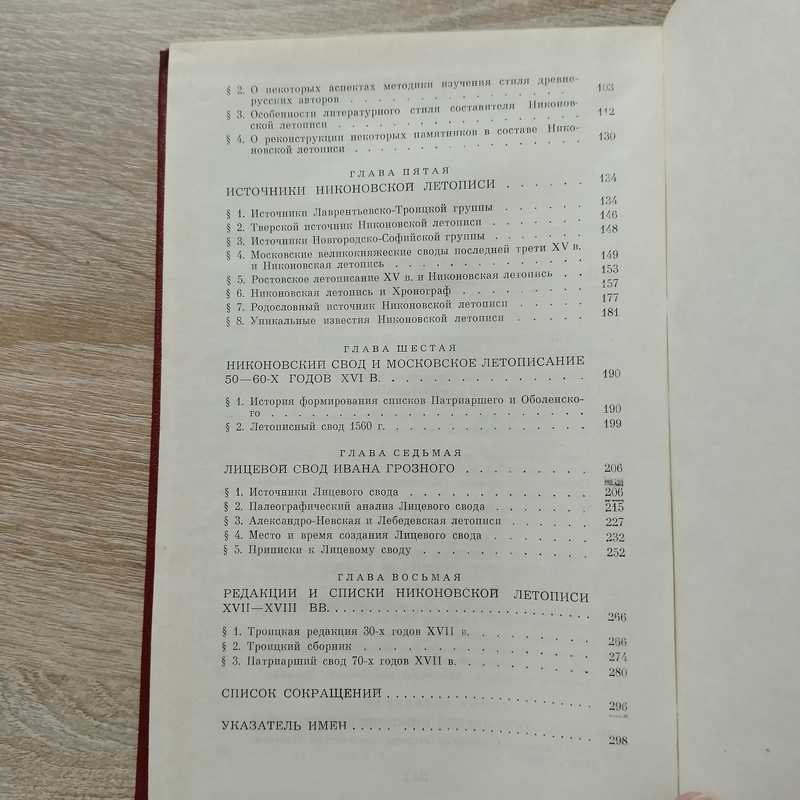 § 2. О некоторых аспектах методики изучения стиля древне-
русских авторов . . . . . . . . . . . . . . . . 103
§ 3. Особенности литературного стиля составителя Никонов-
ской летописи . . . . . . . . . . . . . . . . . 112
§ 4. О реконструкции некоторых памятников в составе Нико-
новской летописи . . . . . . . . . . . . . . . 130
ГЛАВА ПЯТАЯ
ИСТОЧНИКИ НИКОНОВСКОЙ ЛЕТОПИСИ . . . . . . 134
§ 1. Источники Лаврентьевско-Троицкой группы . . . . . . 134
§ 2. Тверской источник Никоновской летописи . . . . . . 146
§ 3. Источники Новгородско-Софийской группы . . . . . . 148
§ 4. Московские великокняжеские своды последней трети XV в.
и Никоновская летопись . . . . . . . . . . . . 149
§ 5. Ростовское летописание XV в. и Никоновская летопись . . 153
§ 6. Никоновская летопись и Хронограф . . . . . . . . 157
§ 7. Родословный источник Никоновской летописи . . . . . 177
§ 8. Уникальные известия Никоновской летописи . . . . . 181
ГЛАВА ШЕСТАЯ
НИКОНОВСКИЙ СВОД И МОСКОВСКОЕ ЛЕТОПИСАНИЕ
50—60-Х ГОДОВ XVI В. . . . . . . . . . . . . . . 190
§ 1. История формирования списков Патриаршего и Оболенско-
го . . . . . . . . . . . . . . . . . . . . . 190
§ 2. Летописный свод 1560 г. . . . . . . . . . . . . . 199
ГЛАВА СЕДЬМАЯ
ЛИЦЕВОЙ СВОД ИВАНА ГРОЗНОГО . . . . . . . . . 206
§ 1. Источники Лицевого свода . . . . . . . . . . . . 206
§ 2. Палеографический анализ Лицевого свода . . . . . . 215
§ 3. Александро-Невская и Лебедевская летописи . . . . . 227
§ 4. Место и время создания Лицевого свода . . . . . . . 232
§ 5. Приписки к Лицевому своду . . . . . . . . . . . 252
ГЛАВА ВОСЬМАЯ
РЕДАКЦИИ И СПИСКИ НИКОНОВСКОЙ ЛЕТОПИСИ
XVII—XVIII ВВ. . . . . . . . . . . . . . . . . . . 266
§ 1. Троицкая редакция 30-х годов XVII в. . . . . . . . . 266
§ 2. Троицкий сборник . . . . . . . . . . . . . . . 274
§ 3. Патриарший свод 70-х годов XVII в. . . . . . . . . . 280
СПИСОК СОКРАЩЕНИЙ . . . . . . . . . . . . . . . . 296
УКАЗАТЕЛЬ ИМЕН . . . . . . . . . . . . . . . . . . 298